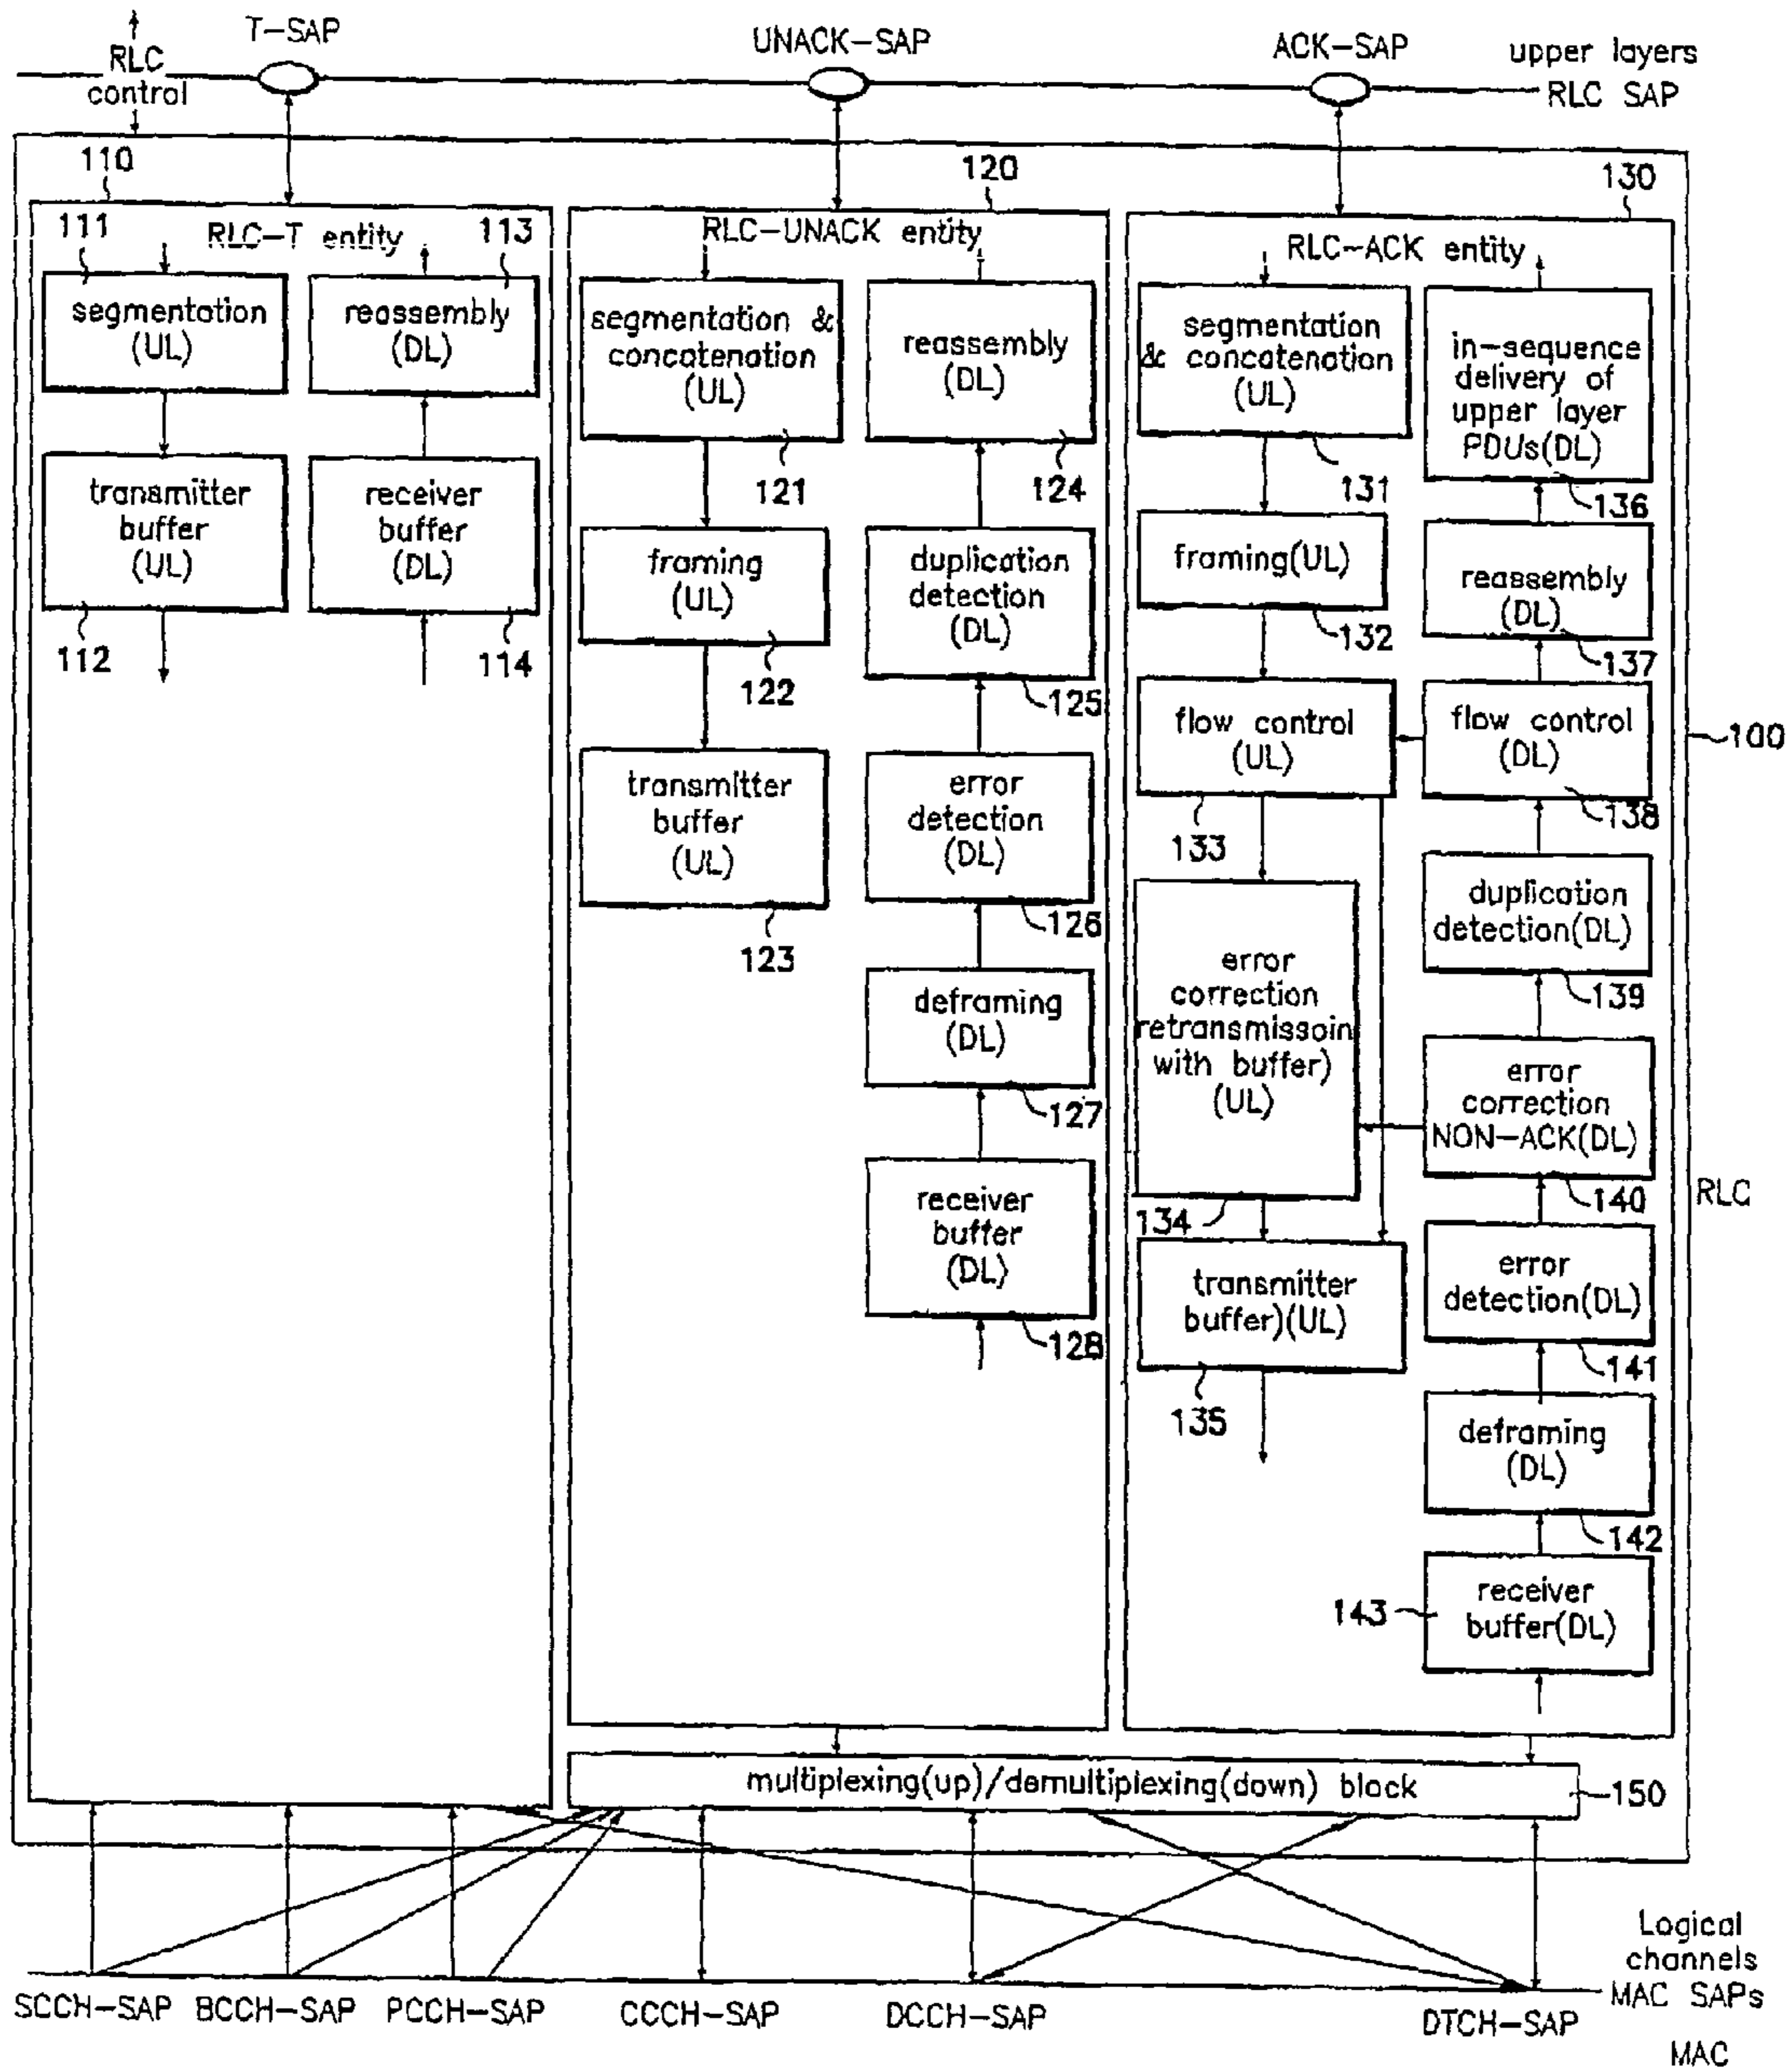 T-SAP
UNACK-SAP
ACK-SAP
upper layers
RLC
control
RLC SAP
110
120
130
111
RLC-T entity
113
RLC-UNACK entity
RLC-ACK entity
segmentation
(UL)
reassembly
(DL)
transmitter
buffer
(UL)
receiver
buffer
(DL)
112
114
segmentation &
concatenation
(UL)
121
reassembly
(DL)
124
framing
(UL)
122
duplication
detection
(DL)
125
transmitter
buffer
(UL)
123
error
detection
(DL)
126
deframing
(DL)
127
receiver
buffer
(DL)
128
segmentation
& concatenation
(UL)
131
in-sequence
delivery of
upper layer
PDUs(DL)
136
framing(UL)
132
reassembly
(DL)
137
flow control
(UL)
133
flow control
(DL)
138
100
duplication
detection(DL)
139
error
correction
retransmissoin
with buffer)
(UL)
134
error
correction
NON-ACK(DL)
140
RLC
transmitter
buffer)(UL)
135
error
detection(DL)
141
deframing
(DL)
142
143
receiver
buffer(DL)
multiplexing(up)/demultiplexing(down) block
150
Logical
channels
MAC SAPs
SCCH-SAP
BCCH-SAP
PCCH-SAP
CCCH-SAP
DCCH-SAP
DTCH-SAP
MAC